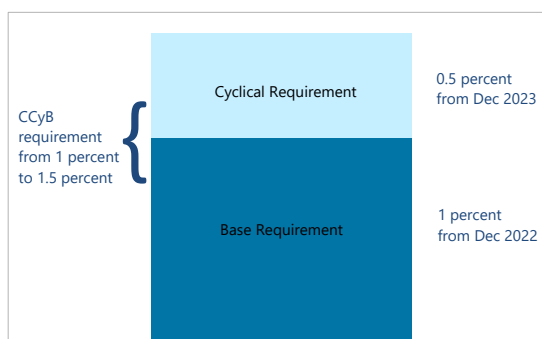 Cyclical Requirement
0.5 percent
from Dec 2023
CCyB
requirement
from 1 percent
to 1.5 percent
{
Base Requirement
1 percent
from Dec 2022